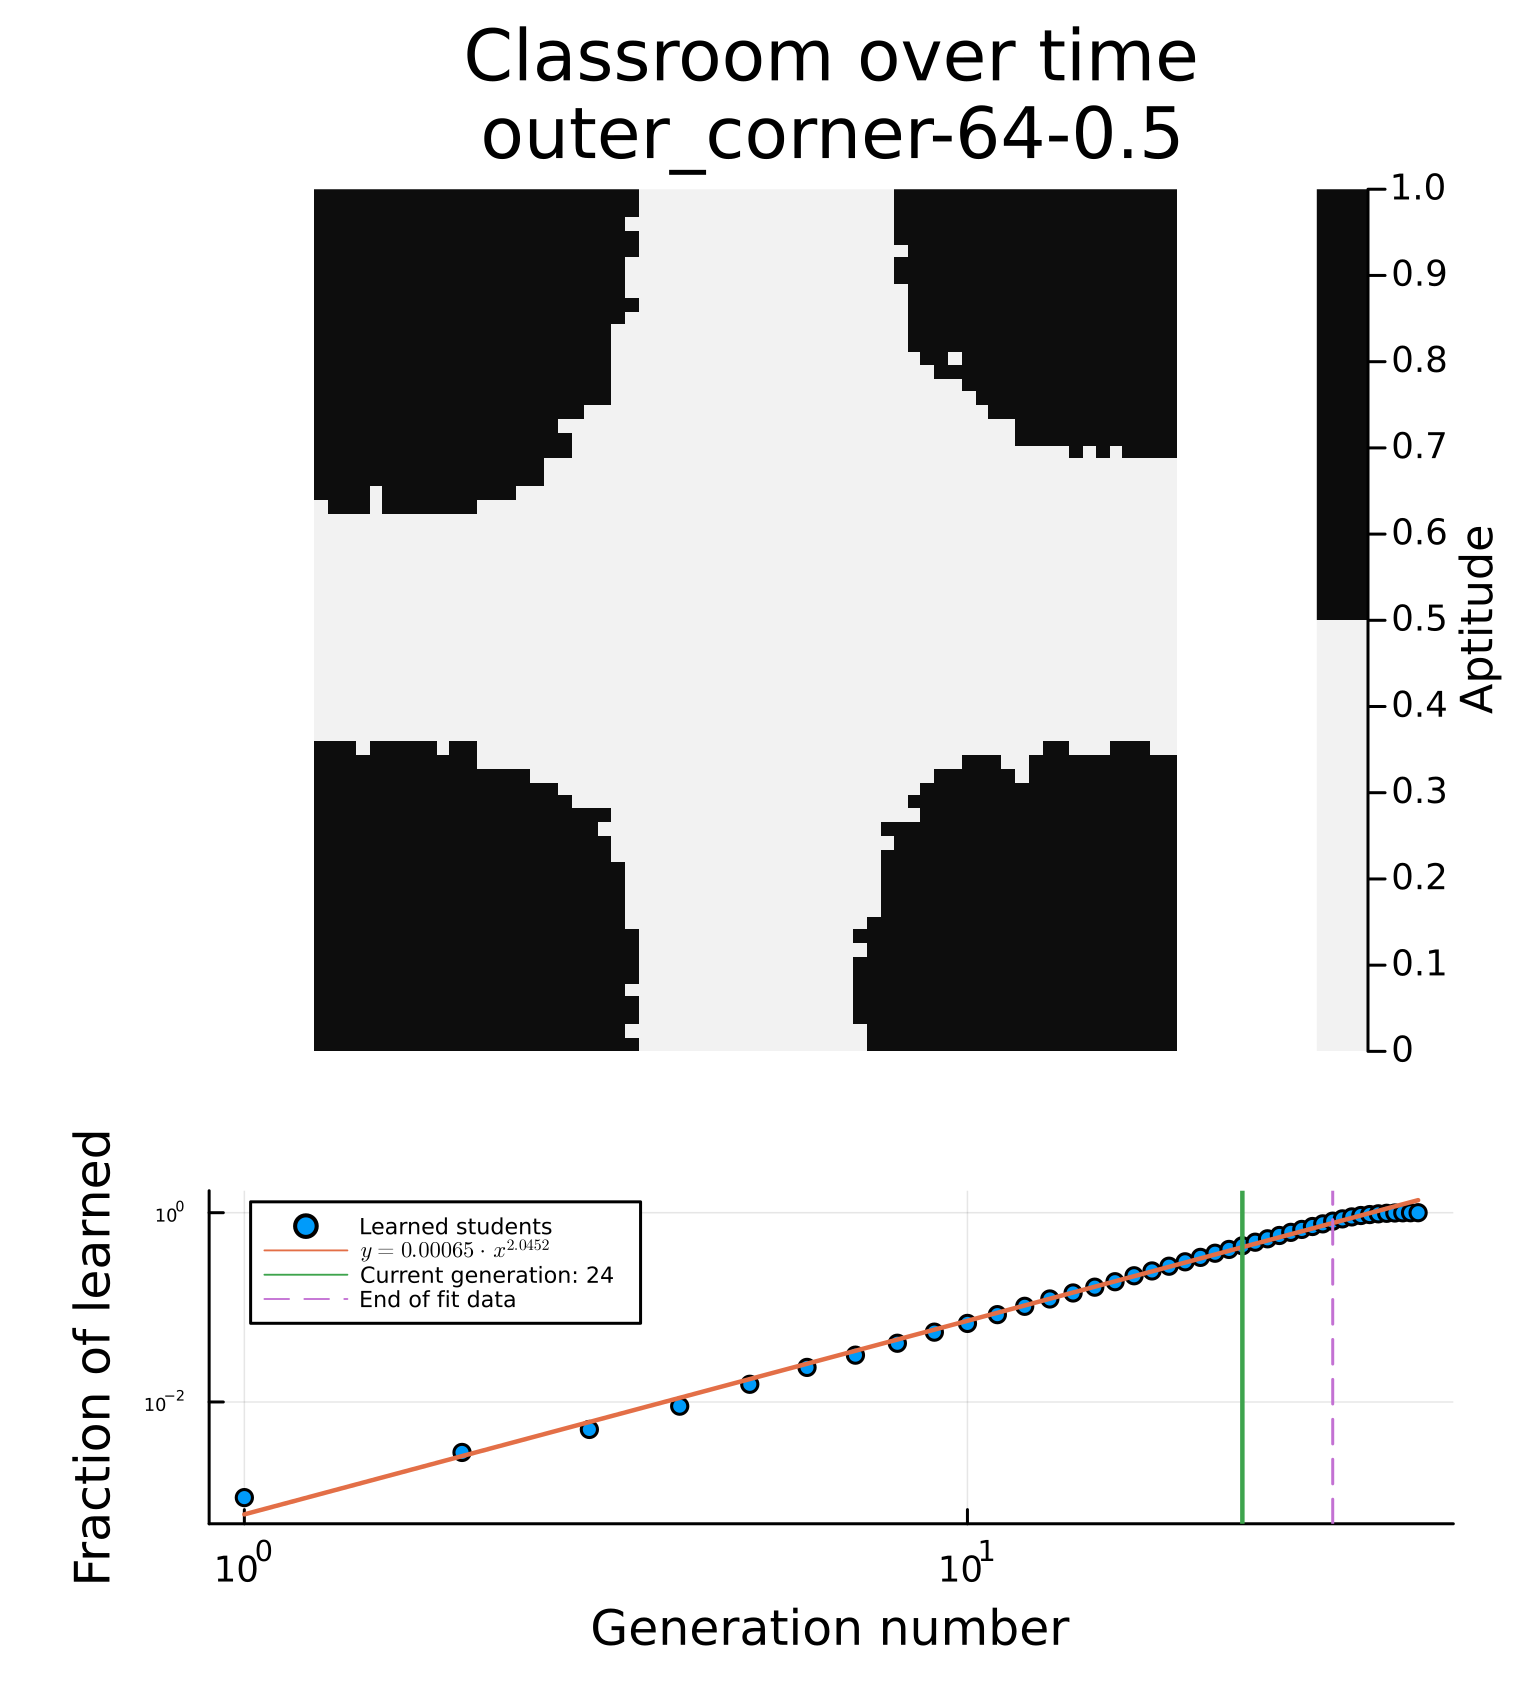 Classroom over time
outer_corner-64-0.5
1.0
0.9
0.8
0.7
0.6
0.5
0.4
0.3
0.2
0.1
0
Aptitude
Fraction of learned
10⁰
10⁻²
Learned students
y = 0.00065 · x^2.0452
Current generation: 24
End of fit data
10⁰
10¹
Generation number